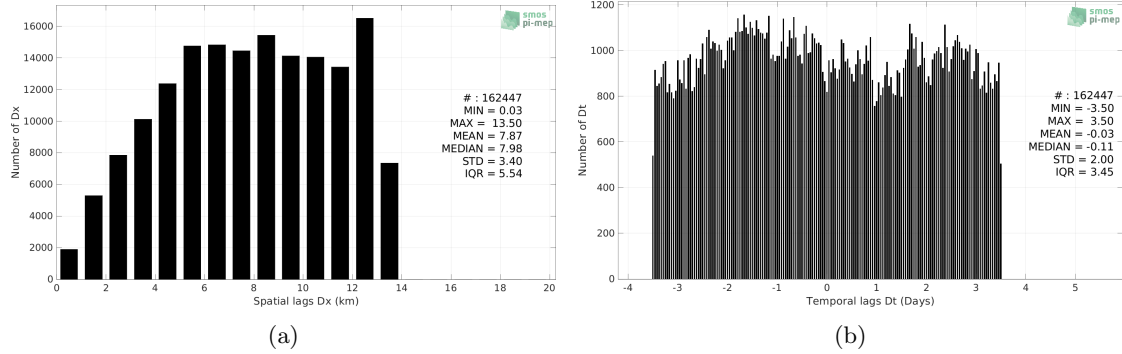 16000
14000
12000
10000
8000
6000
4000
2000
0
Number of Dx
smos
pi-mep
# : 162447
MIN = 0.03
MAX = 13.50
MEAN = 7.87
MEDIAN = 7.98
STD = 3.40
IQR = 5.54
0 2 4 6 8 10 12 14 16 18 20
Spatial lags Dx (km)
(a)
1200
1000
800
600
400
200
0
Number of Dt
smos
pi-mep
# : 162447
MIN = -3.50
MAX = 3.50
MEAN = -0.03
MEDIAN = -0.11
STD = 2.00
IQR = 3.45
-4 -3 -2 -1 0 1 2 3 4 5
Temporal lags Dt (Days)
(b)